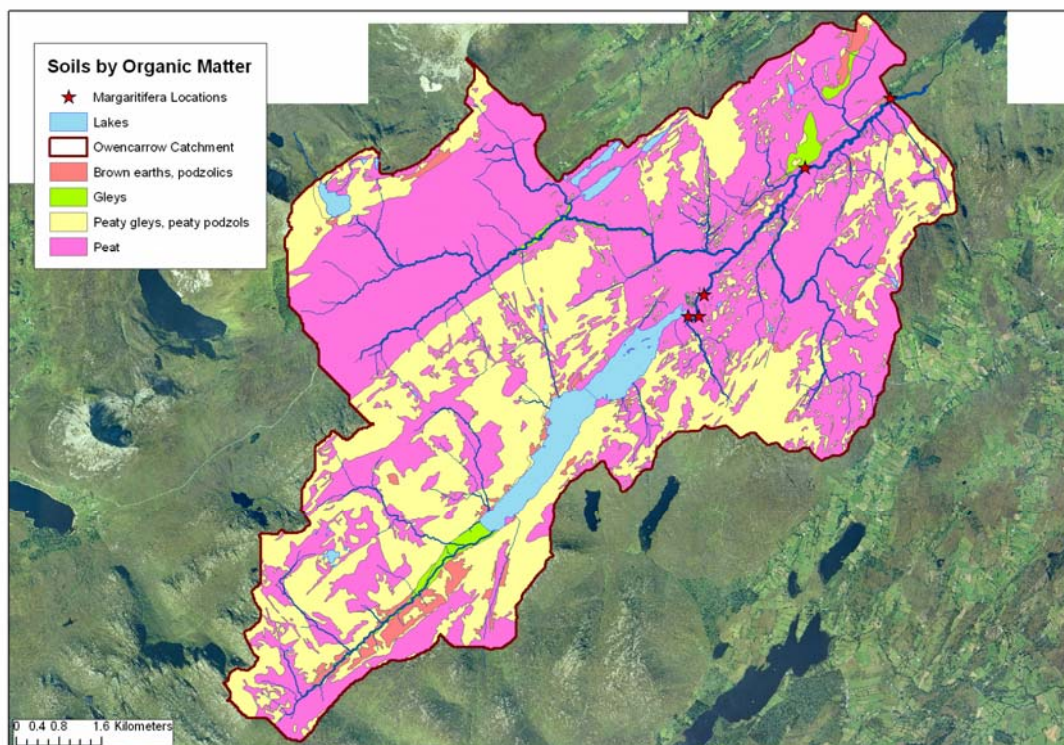 Soils by Organic Matter
Margaritifera Locations
Lakes
Owencarrow Catchment
Brown earths, podzolics
Gleys
Peaty gleys, peaty podzols
Peat
0 0.4 0.8 1.6 Kilometers